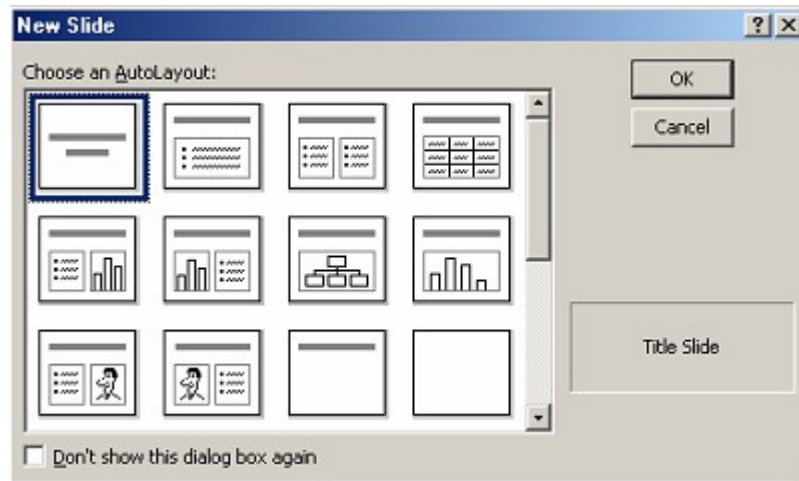 New Slide
Choose an AutoLayout:
OK
Cancel
Title Slide
Don't show this dialog box again